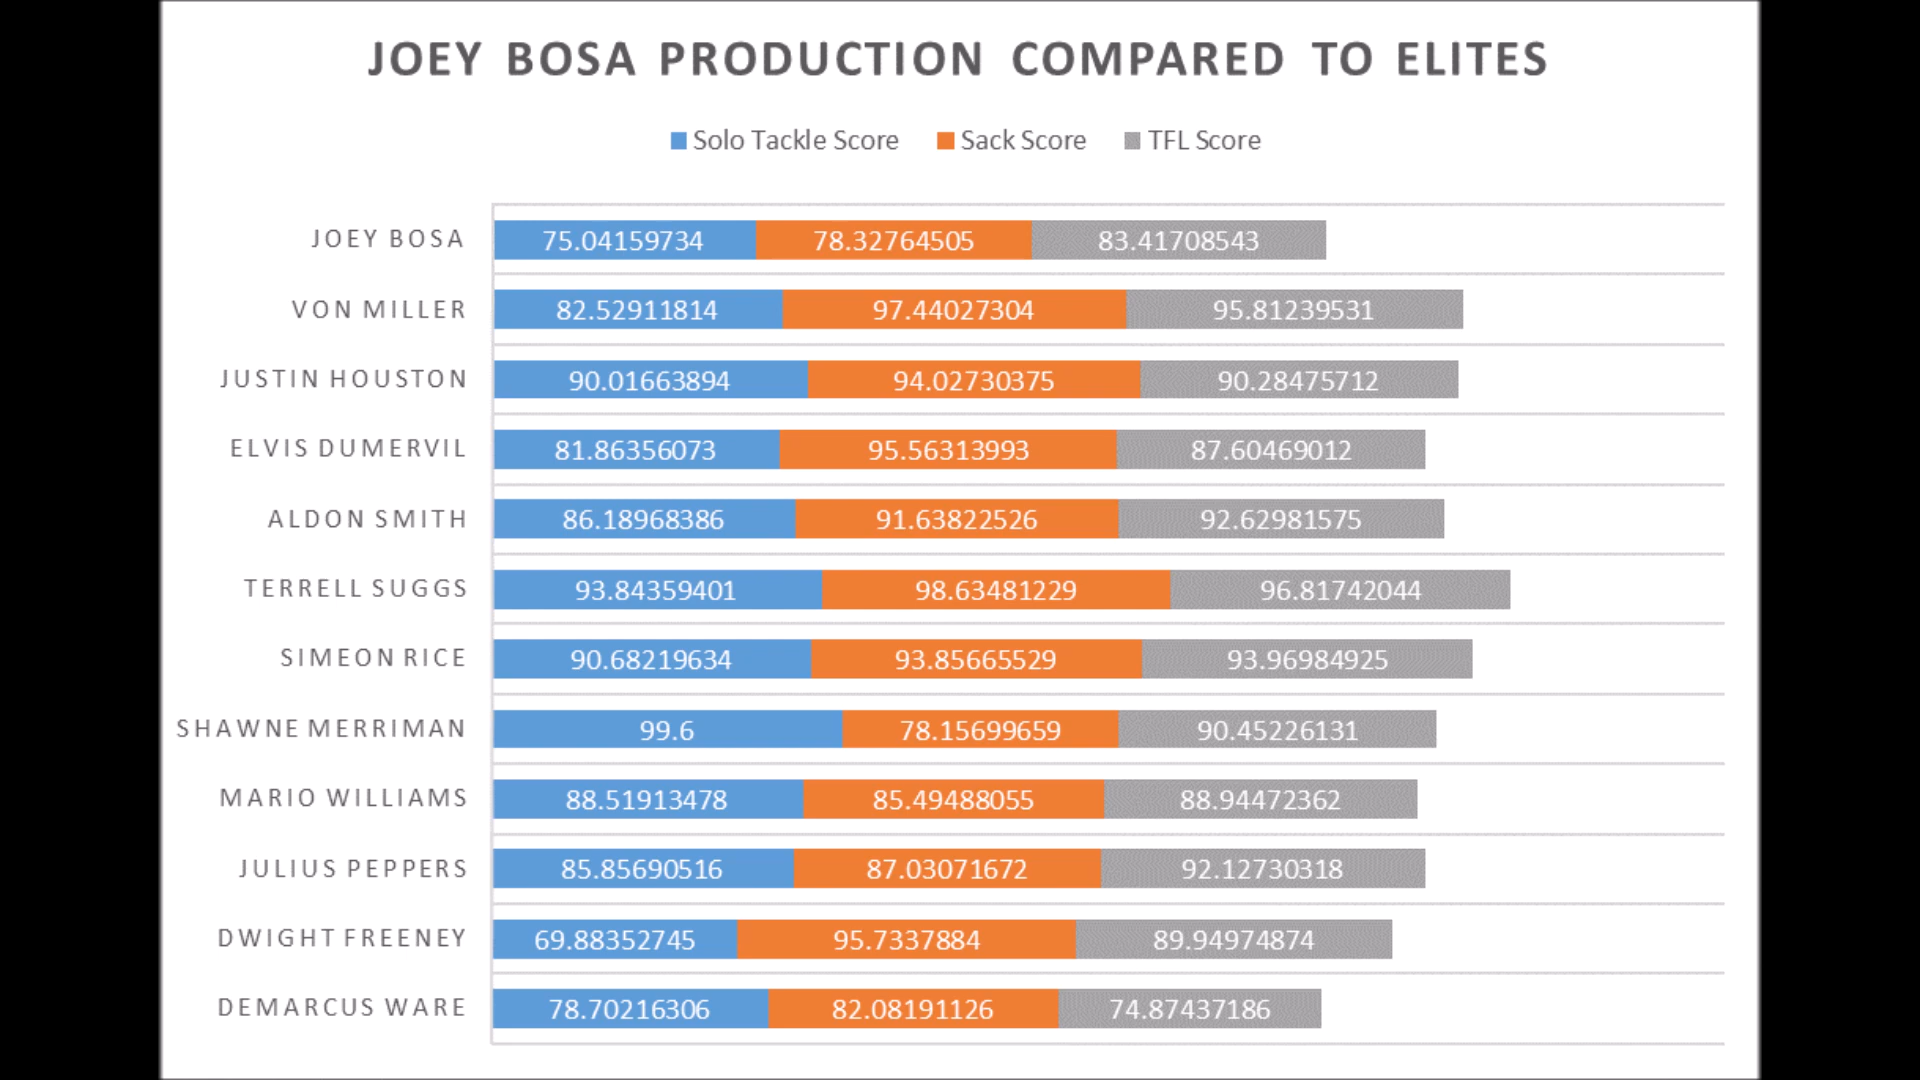 JOEY BOSA PRODUCTION COMPARED TO ELITES
Solo Tackle Score Sack Score TFL Score
JOEY BOSA 75.04159734 78.32764505 83.41708543
VON MILLER 82.52911814 97.44027304 95.81239531
JUSTIN HOUSTON 90.01663894 94.02730375 90.28475712
ELVIS DUMERVIL 81.86356073 95.56313993 87.60469012
ALDON SMITH 86.18968386 91.63822526 92.62981575
TERRELL SUGGS 93.84359401 98.63481229 96.81742044
SIMEON RICE 90.68219634 93.85665529 93.96984925
SHAWNE MERRIMAN 99.6 78.15699659 90.45226131
MARIO WILLIAMS 88.51913478 85.49488055 88.94472362
JULIUS PEPPERS 85.85690516 87.03071672 92.12730318
DWIGHT FREENEY 69.88352745 95.7337884 89.94974874
DEMARCUS WARE 78.70216306 82.08191126 74.87437186